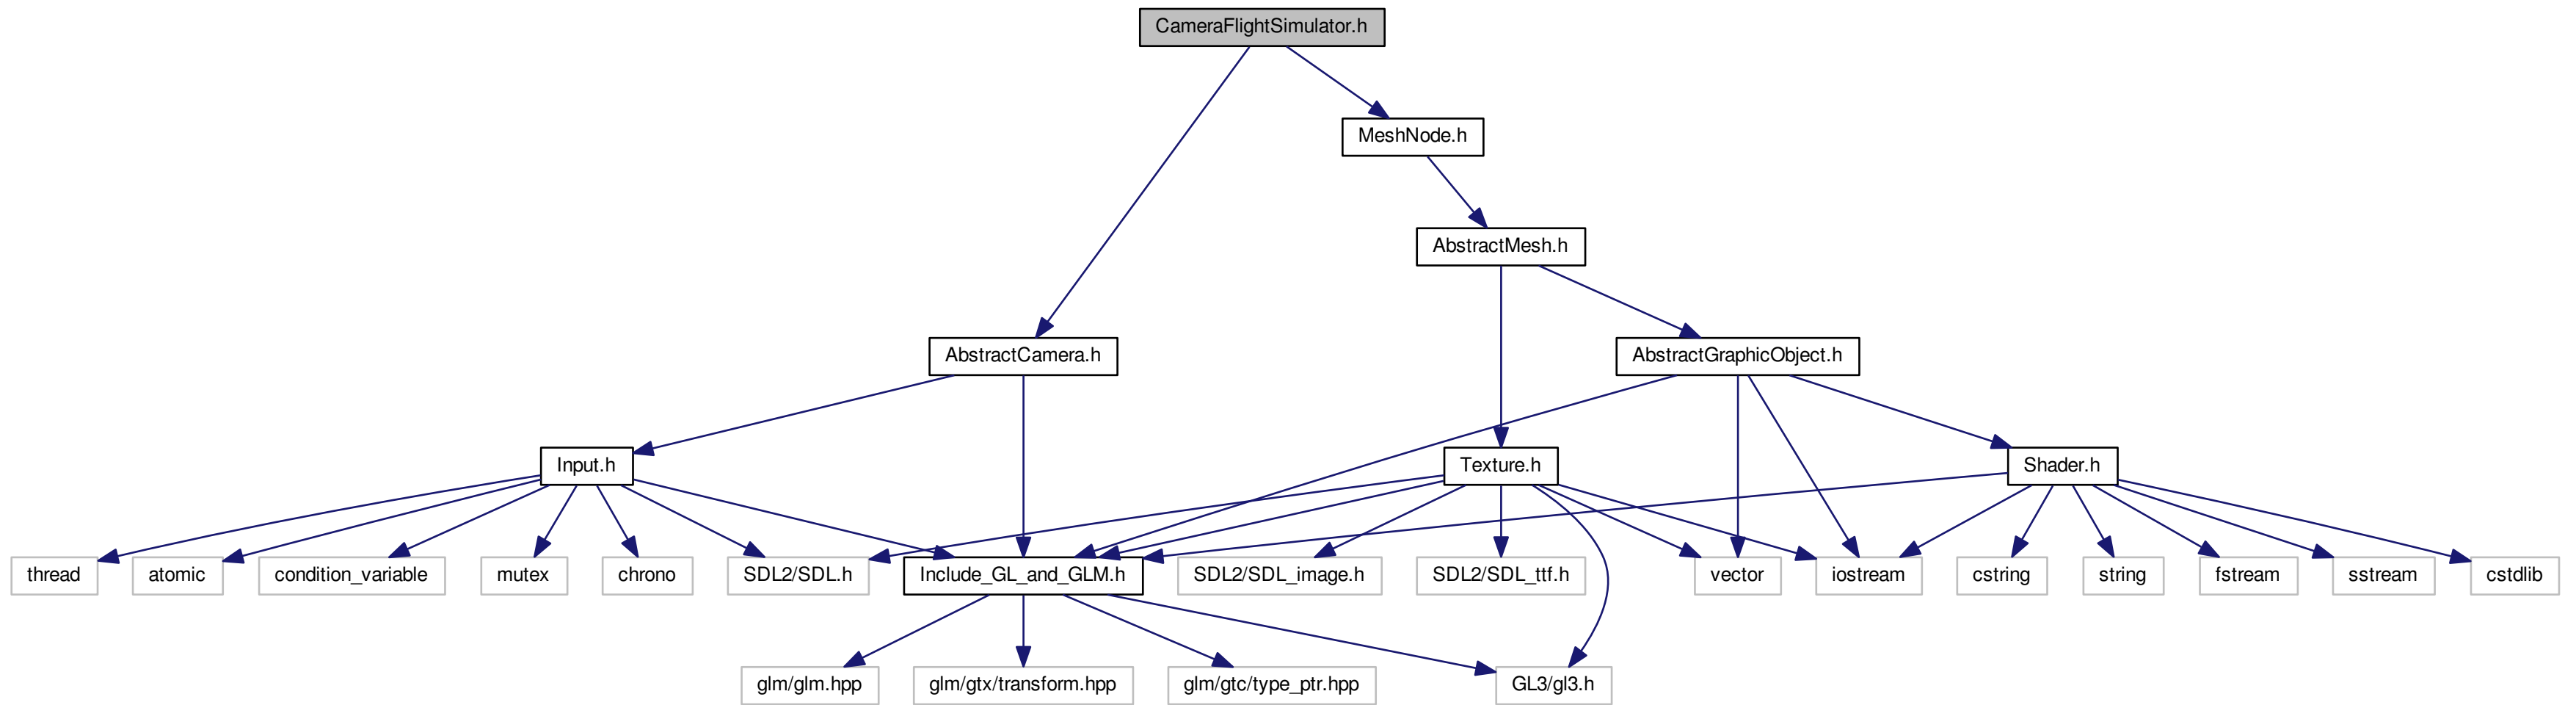 CameraFlightSimulator.h
MeshNode.h
AbstractMesh.h
AbstractCamera.h
AbstractGraphicObject.h
Input.h
Texture.h
Shader.h
thread
atomic
condition_variable
mutex
chrono
SDL2/SDL.h
Include_GL_and_GLM.h
SDL2/SDL_image.h
SDL2/SDL_ttf.h
vector
iostream
cstring
string
fstream
sstream
cstdlib
glm/glm.hpp
glm/gtx/transform.hpp
glm/gtc/type_ptr.hpp
GL3/gl3.h